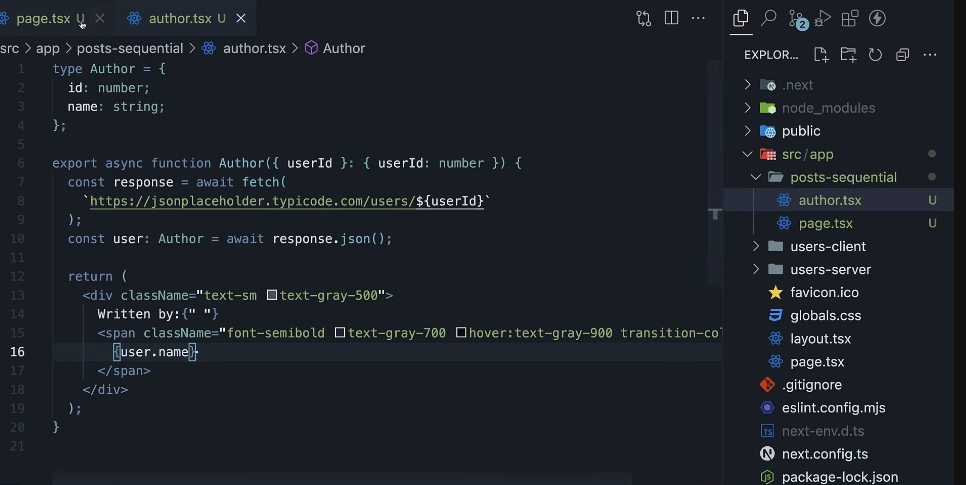 page.tsx U
author.tsx U
src > app > posts-sequential > author.tsx > Author
1 type Author = {
2 id: number;
3 name: string;
4 };
5
6 export async function Author({ userId }: { userId: number }) {
7 const response = await fetch(
8 `https://jsonplaceholder.typicode.com/users/${userId}`
9 );
10 const user: Author = await response.json();
11
12 return (
13 <div className="text-sm text-gray-500">
14 Written by:{" "}
15 <span className="font-semibold text-gray-700 hover:text-gray-900 transition-col
16 {user.name}
17 </span>
18 </div>
19 );
20 }
21
2
EXPLOR...
.next
node_modules
public
src/app
posts-sequential
author.tsx U
page.tsx U
users-client
users-server
favicon.ico
globals.css
layout.tsx
page.tsx
.gitignore
eslint.config.mjs
TS next-env.d.ts
next.config.ts
package-lock.json